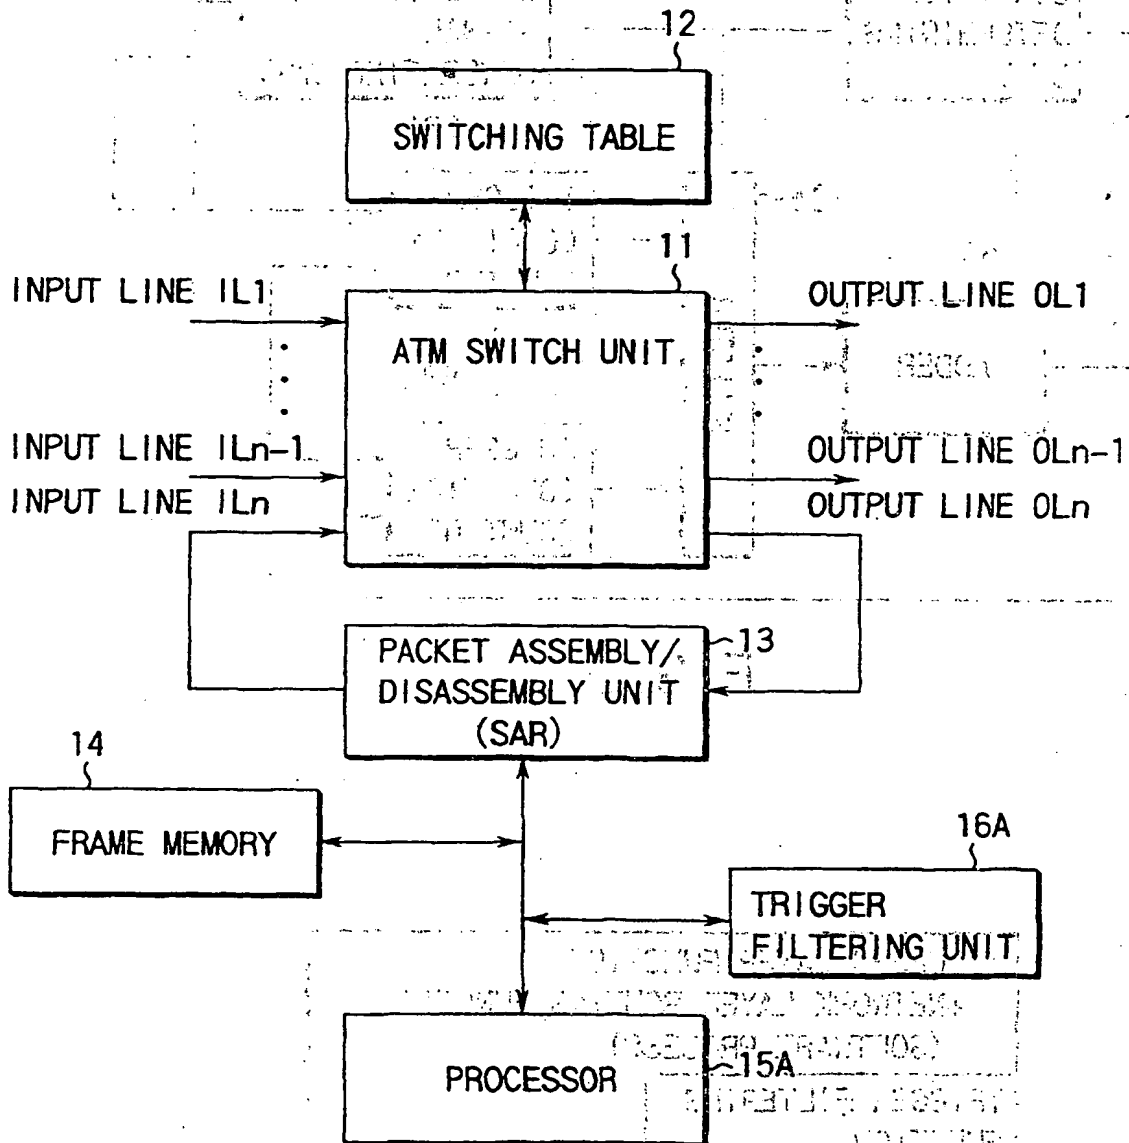 12
SWITCHING TABLE
11
INPUT LINE IL1
OUTPUT LINE OL1
ATM SWITCH UNIT
INPUT LINE ILn-1
OUTPUT LINE OLn-1
INPUT LINE ILn
OUTPUT LINE OLn
13
PACKET ASSEMBLY/
DISASSEMBLY UNIT
(SAR)
14
FRAME MEMORY
16A
TRIGGER
FILTERING UNIT
15A
PROCESSOR